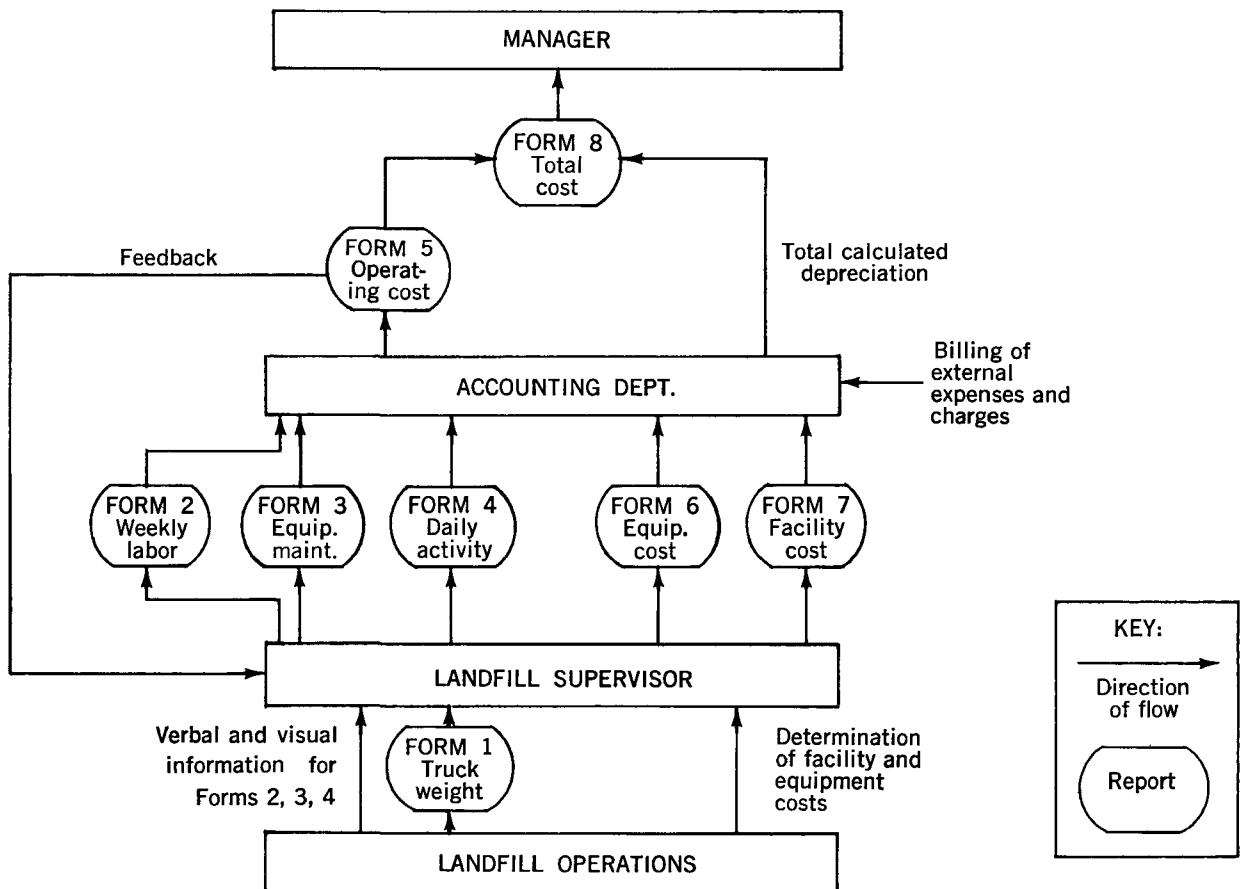 MANAGER
FORM 8
Total
cost
FORM 5
Operat-
ing cost
Feedback
Total calculated
depreciation
Billing of
external
expenses and
charges
ACCOUNTING DEPT.
FORM 2
Weekly
labor
FORM 3
Equip.
maint.
FORM 4
Daily
activity
FORM 6
Equip.
cost
FORM 7
Facility
cost
LANDFILL SUPERVISOR
Verbal and visual
information for
Forms 2, 3, 4
FORM 1
Truck
weight
Determination
of facility and
equipment
costs
LANDFILL OPERATIONS
KEY:
Direction
of flow
Report